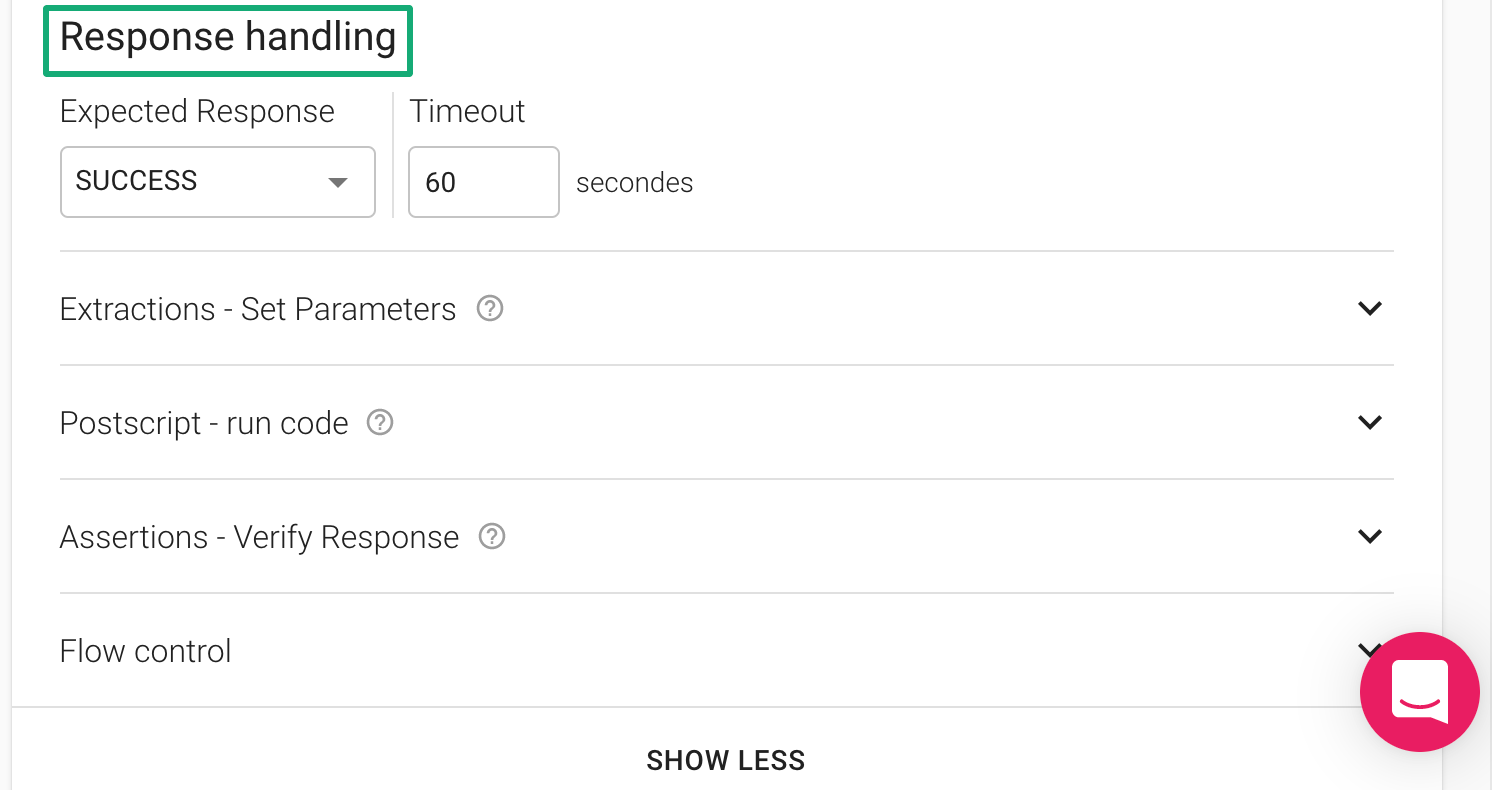 Response handling
Expected Response
Timeout
SUCCESS
60
secondes
Extractions - Set Parameters
Postscript - run code
Assertions - Verify Response
Flow control
SHOW LESS